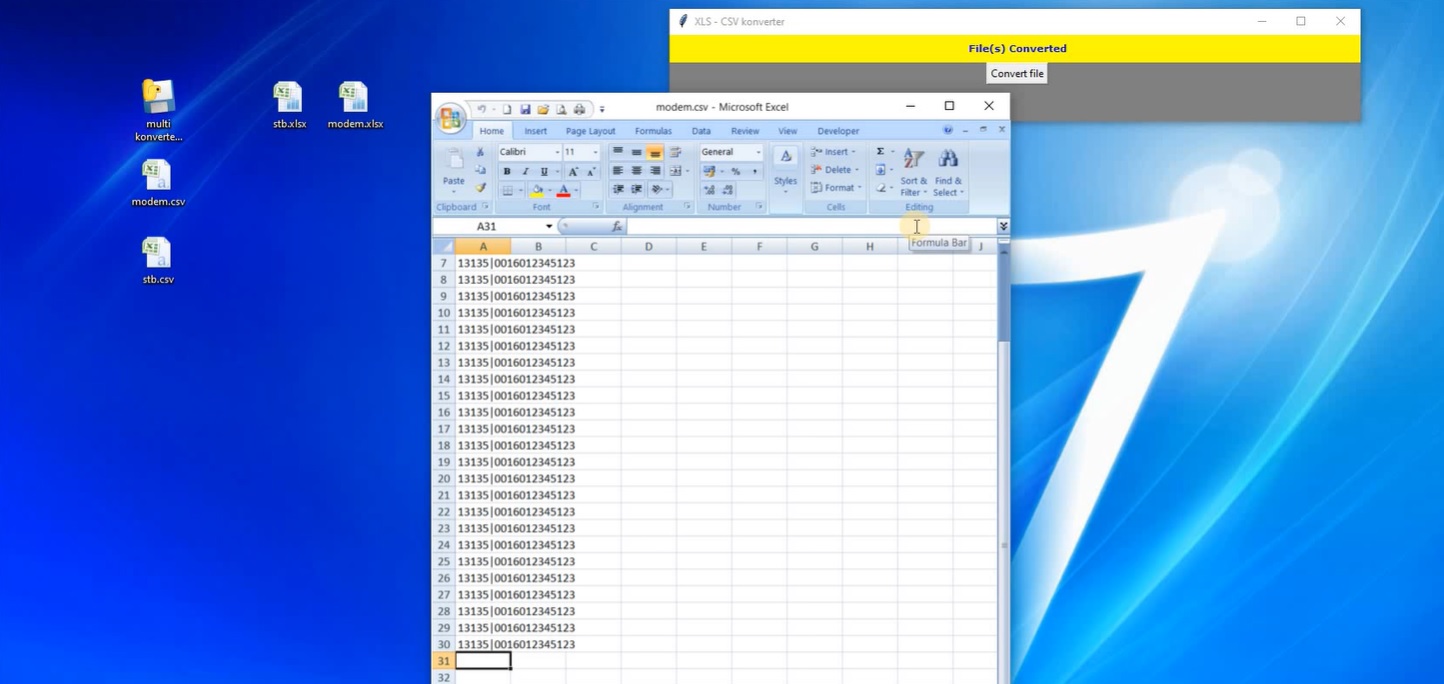 XLS - CSV konverter
File(s) Converted
Convert file
multi
konverte...
stb.xlsx
modem.xlsx
modem.csv
stb.csv
modem.csv - Microsoft Excel
Home Insert Page Layout Formulas Data Review View Developer
Paste
Calibri 11
B I U A A
A
General
% ,
Styles
Insert
Delete
Format
Σ
Sort &
Filter
Find &
Select
Clipboard Font Alignment Number Cells Editing
A31 fx
Formula Bar
A B C D E F G H J
7 13135|0016012345123
8 13135|0016012345123
9 13135|0016012345123
10 13135|0016012345123
11 13135|0016012345123
12 13135|0016012345123
13 13135|0016012345123
14 13135|0016012345123
15 13135|0016012345123
16 13135|0016012345123
17 13135|0016012345123
18 13135|0016012345123
19 13135|0016012345123
20 13135|0016012345123
21 13135|0016012345123
22 13135|0016012345123
23 13135|0016012345123
24 13135|0016012345123
25 13135|0016012345123
26 13135|0016012345123
27 13135|0016012345123
28 13135|0016012345123
29 13135|0016012345123
30 13135|0016012345123
31
32
7